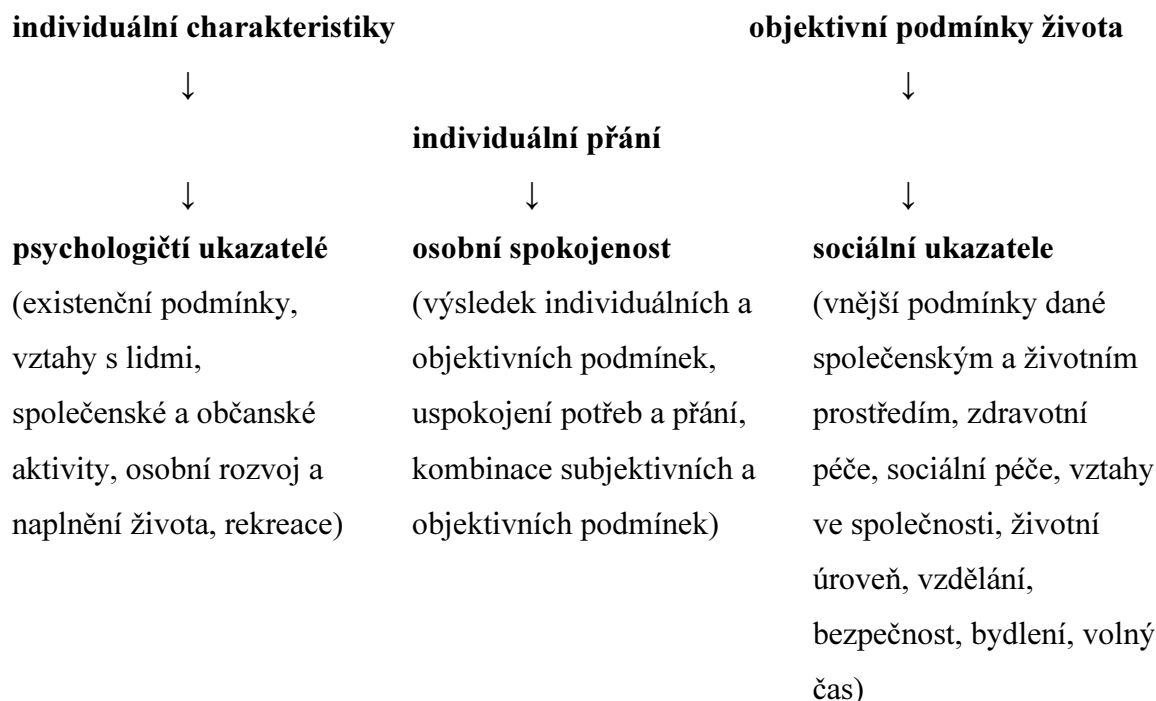 individuální charakteristiky objektivní podmínky života
↓ ↓
individuální přání
↓ ↓ ↓
psychologičtí ukazatelé osobní spokojenost sociální ukazatele
(existenční podmínky, (výsledek individuálních a (vnější podmínky dané
vztahy s lidmi, objektivních podmínek, společenským a životním
společenské a občanské uspokojení potřeb a přání, prostředím, zdravotní
aktivity, osobní rozvoj a kombinace subjektivních a péče, sociální péče, vztahy
naplnění života, rekreace) objektivních podmínek) ve společnosti, životní
úroveň, vzdělání,
bezpečnost, bydlení, volný
čas)